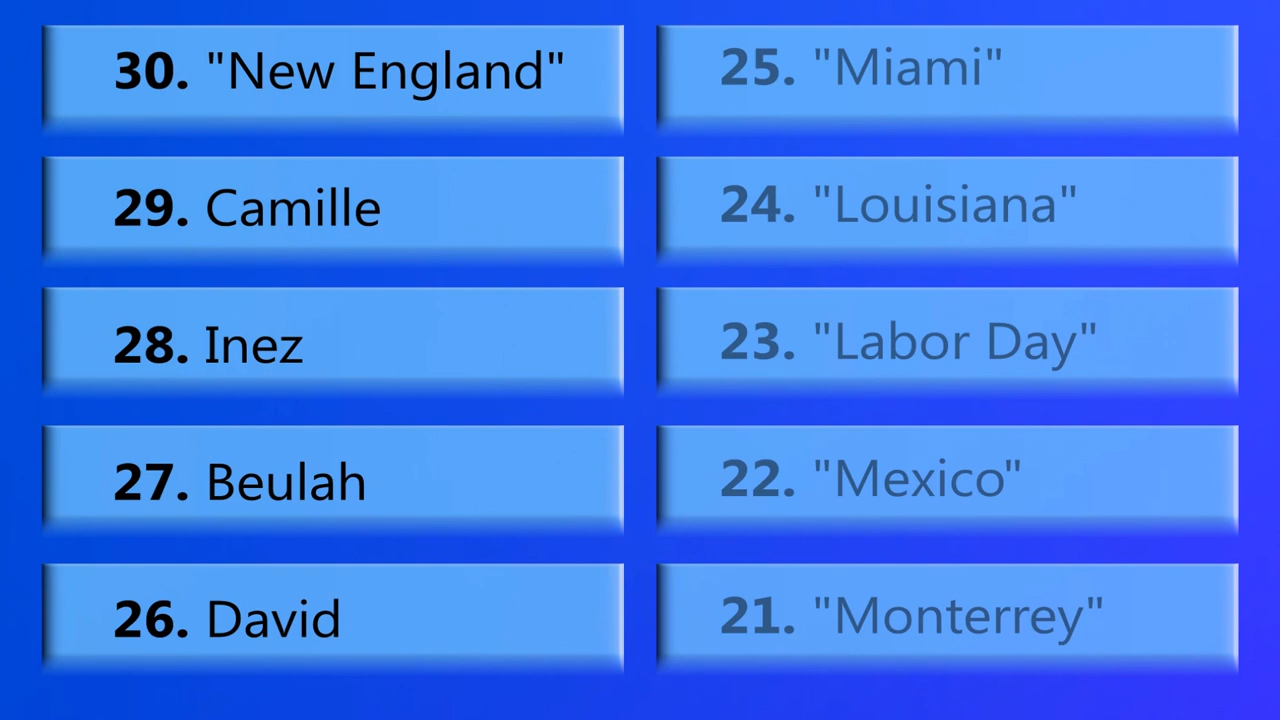 30. "New England"
29. Camille
28. Inez
27. Beulah
26. David
25. "Miami"
24. "Louisiana"
23. "Labor Day"
22. "Mexico"
21. "Monterrey"